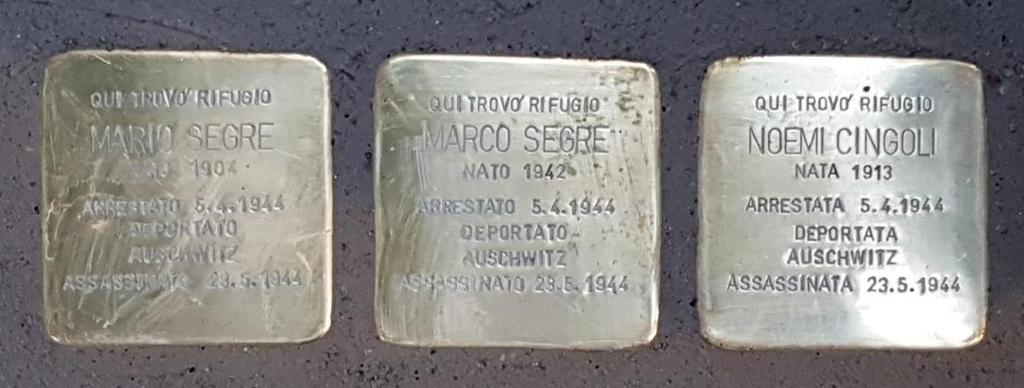 QUI TROVO' RIFUGIO
MARIO SEGRE
NATO 1904
ARRESTATO 5.4.1944
DEPORTATO
AUSCHWITZ
ASSASSINATO 23.5.1944
QUI TROVO' RIFUGIO
MARCO SEGRE
NATO 1942
ARRESTATO 5.4.1944
DEPORTATO
AUSCHWITZ
ASSASSINATO 23.5.1944
QUI TROVO' RIFUGIO
NOEMI CINGOLI
NATA 1913
ARRESTATA 5.4.1944
DEPORTATA
AUSCHWITZ
ASSASSINATA 23.5.1944